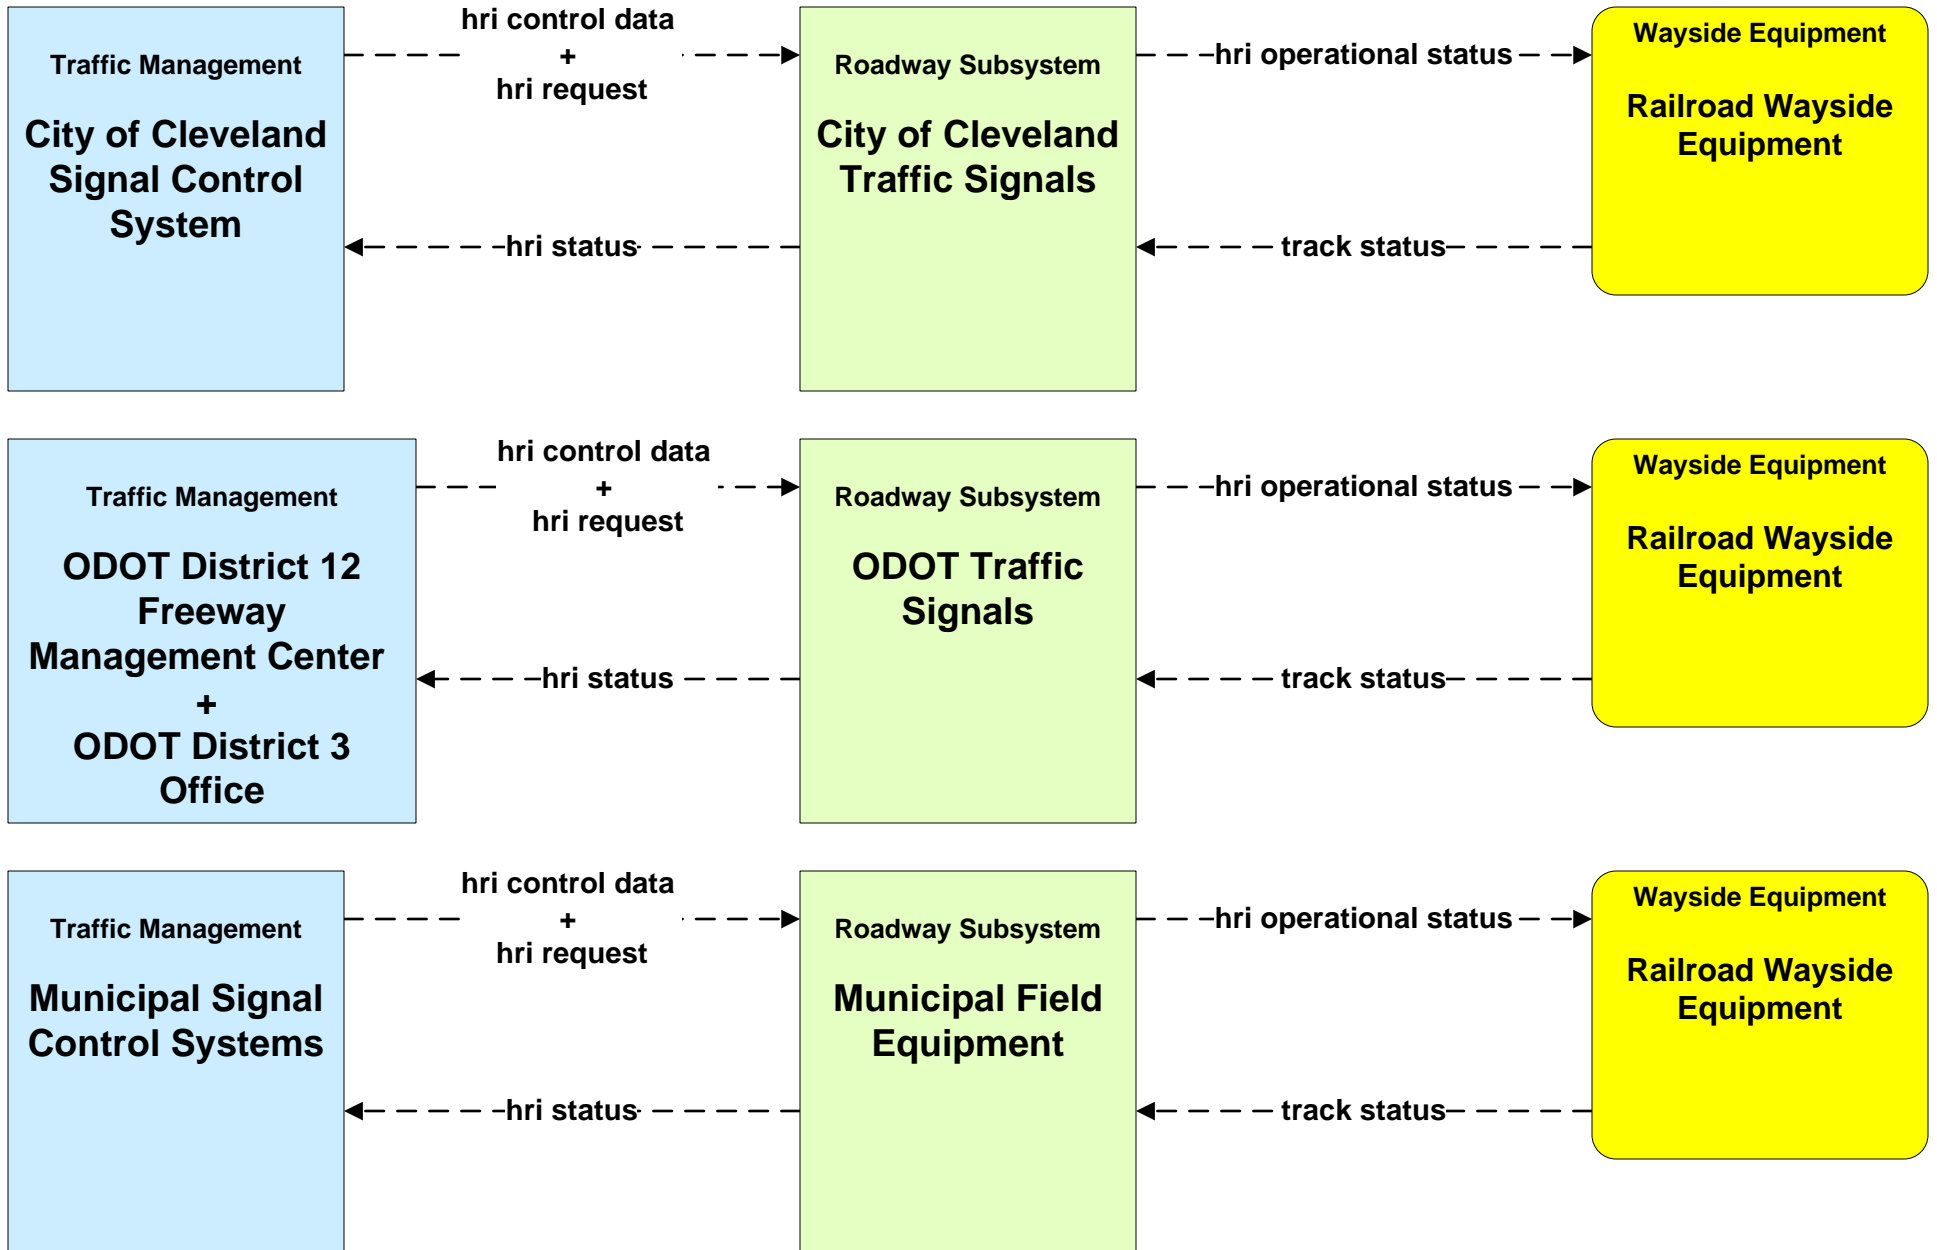 Traffic Management
City of Cleveland
Signal Control
System
hri control data
+
hri request
hri status
Roadway Subsystem
City of Cleveland
Traffic Signals
hri operational status
track status
Wayside Equipment
Railroad Wayside
Equipment
Traffic Management
ODOT District 12
Freeway
Management Center
+
ODOT District 3
Office
hri control data
+
hri request
hri status
Roadway Subsystem
ODOT Traffic
Signals
hri operational status
track status
Wayside Equipment
Railroad Wayside
Equipment
Traffic Management
Municipal Signal
Control Systems
hri control data
+
hri request
hri status
Roadway Subsystem
Municipal Field
Equipment
hri operational status
track status
Wayside Equipment
Railroad Wayside
Equipment